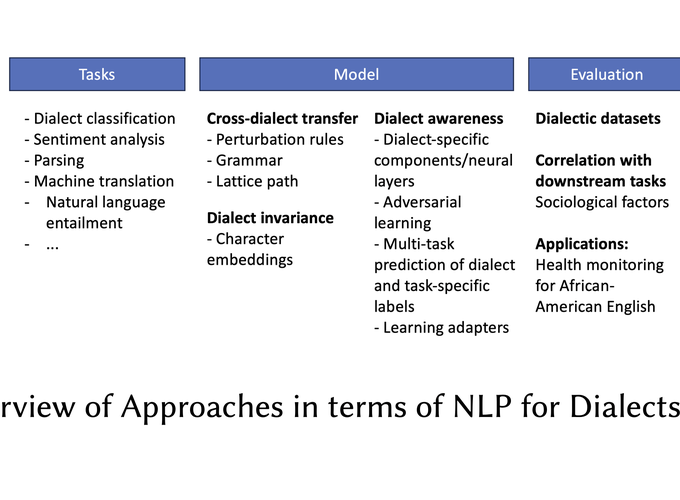 Tasks
Model
Evaluation
- Dialect classification
- Sentiment analysis
- Parsing
- Machine translation
- Natural language
entailment
- ...
Cross-dialect transfer
- Perturbation rules
- Grammar
- Lattice path
Dialect invariance
- Character
embeddings
Dialect awareness
- Dialect-specific
components/neural
layers
- Adversarial
learning
- Multi-task
prediction of dialect
and task-specific
labels
- Learning adapters
Dialectic datasets
Correlation with
downstream tasks
Sociological factors
Applications:
Health monitoring
for African-
American English
rview of Approaches in terms of NLP for Dialects